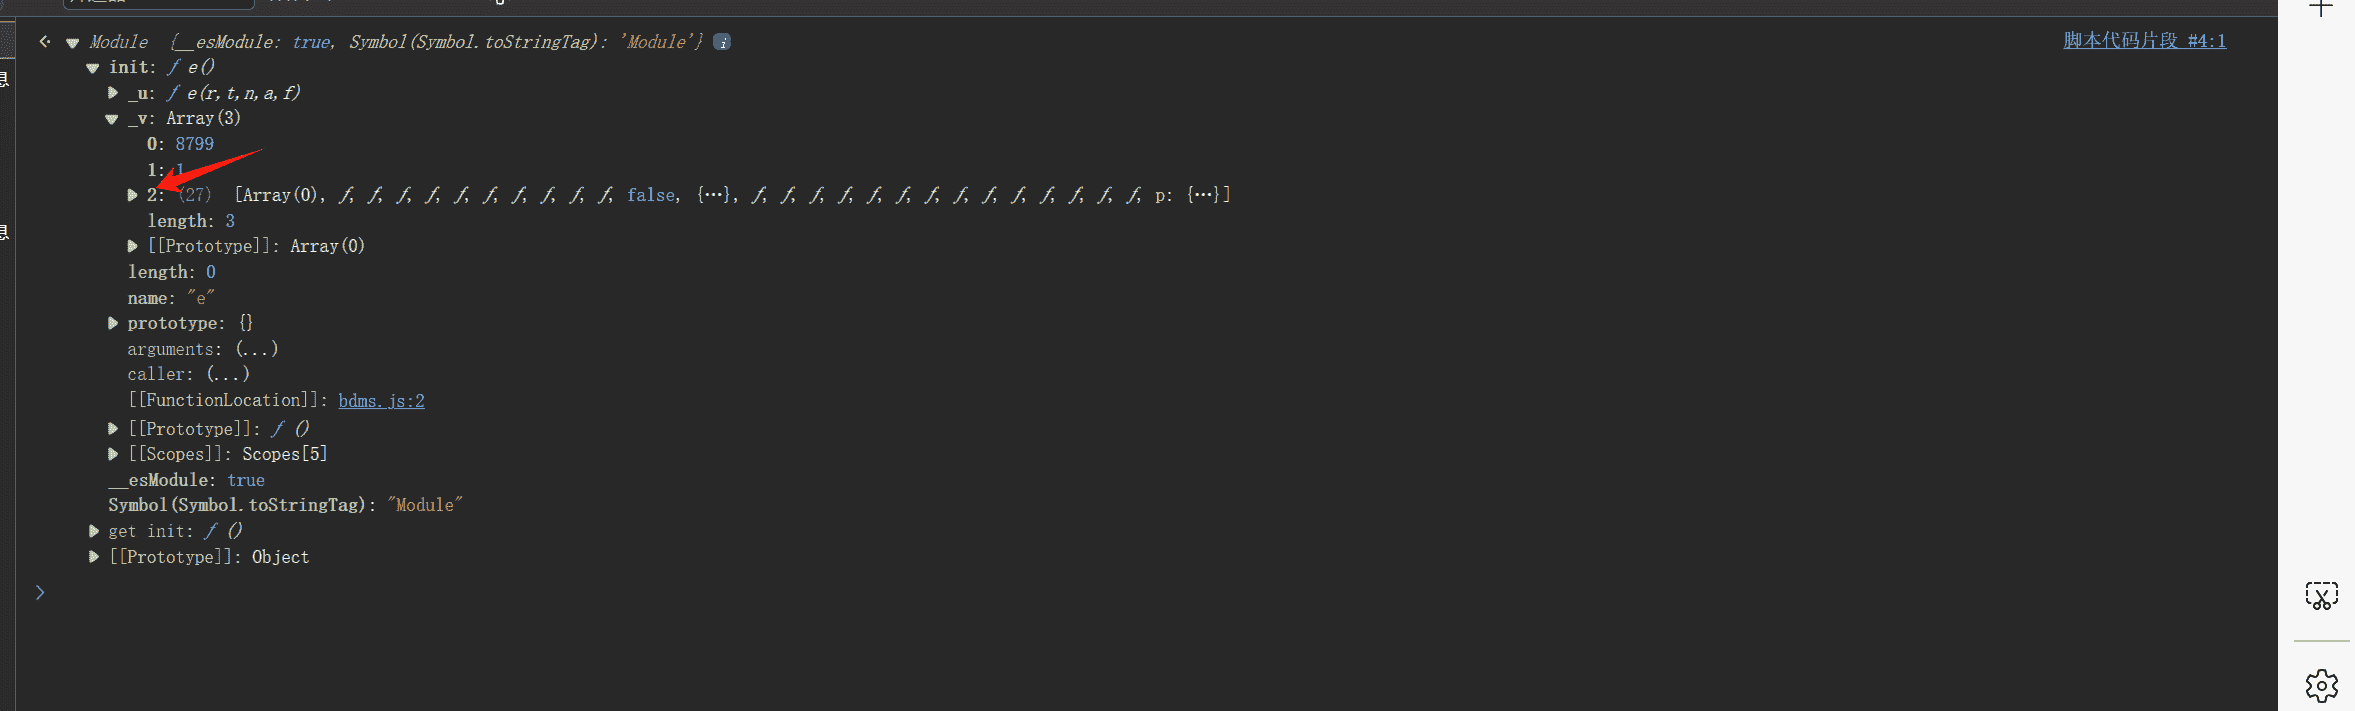 Module {__esModule: true, Symbol(Symbol.toStringTag): 'Module'} i
脚本代码片段 #4:1
init: ƒ e()
_u: ƒ e(r,t,n,a,f)
_v: Array(3)
0: 8799
1: 1
2: (27) [Array(0), ƒ, ƒ, ƒ, ƒ, ƒ, ƒ, ƒ, ƒ, ƒ, ƒ, false, {…}, ƒ, ƒ, ƒ, ƒ, ƒ, ƒ, ƒ, ƒ, ƒ, ƒ, ƒ, ƒ, ƒ, ƒ, p: {…}]
length: 3
[[Prototype]]: Array(0)
length: 0
name: "e"
prototype: {}
arguments: (...)
caller: (...)
[[FunctionLocation]]: bdms.js:2
[[Prototype]]: ƒ ()
[[Scopes]]: Scopes[5]
__esModule: true
Symbol(Symbol.toStringTag): "Module"
get init: ƒ ()
[[Prototype]]: Object